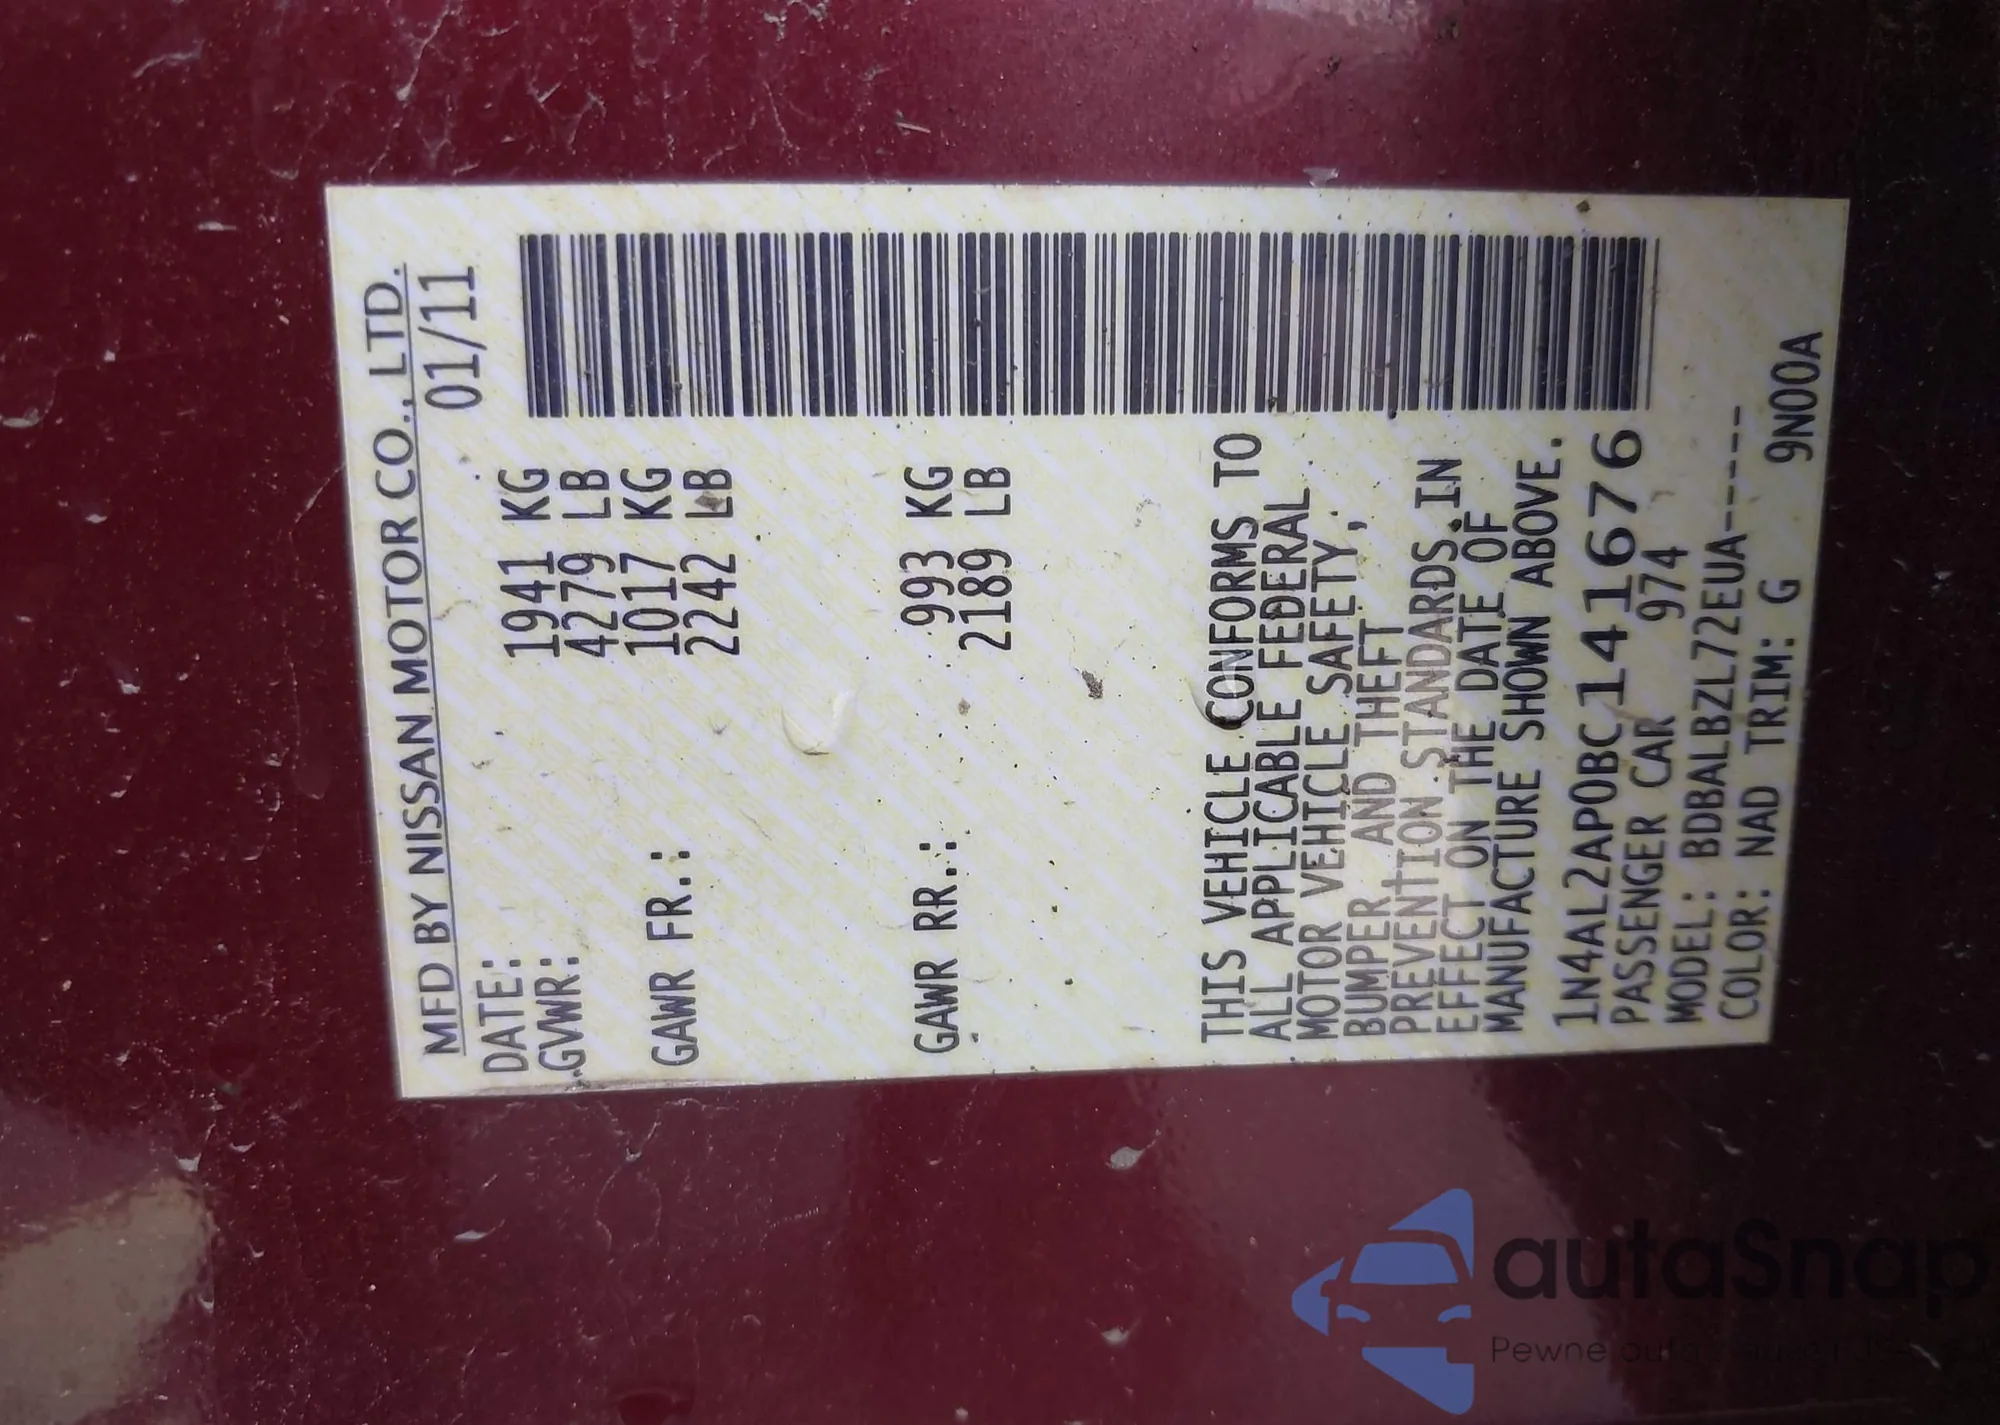 MFD BY NISSAN MOTOR CO., LTD.
DATE: 01/11
GVWR: 1941 KG
4279 LB
GAWR FR.: 1017 KG
2242 LB
GAWR RR.: 993 KG
2189 LB
THIS VEHICLE CONFORMS TO
ALL APPLICABLE FEDERAL
MOTOR VEHICLE SAFETY,
BUMPER AND THEFT
PREVENTION STANDARDS IN
EFFECT ON THE DATE OF
MANUFACTURE SHOWN ABOVE.
1N4AL2AP0BC141676
PASSENGER CAR 974
MODEL: BDBALBZL72EUA-----
COLOR: NAD TRIM: G 9N00A
autaSnap
Pewne auta